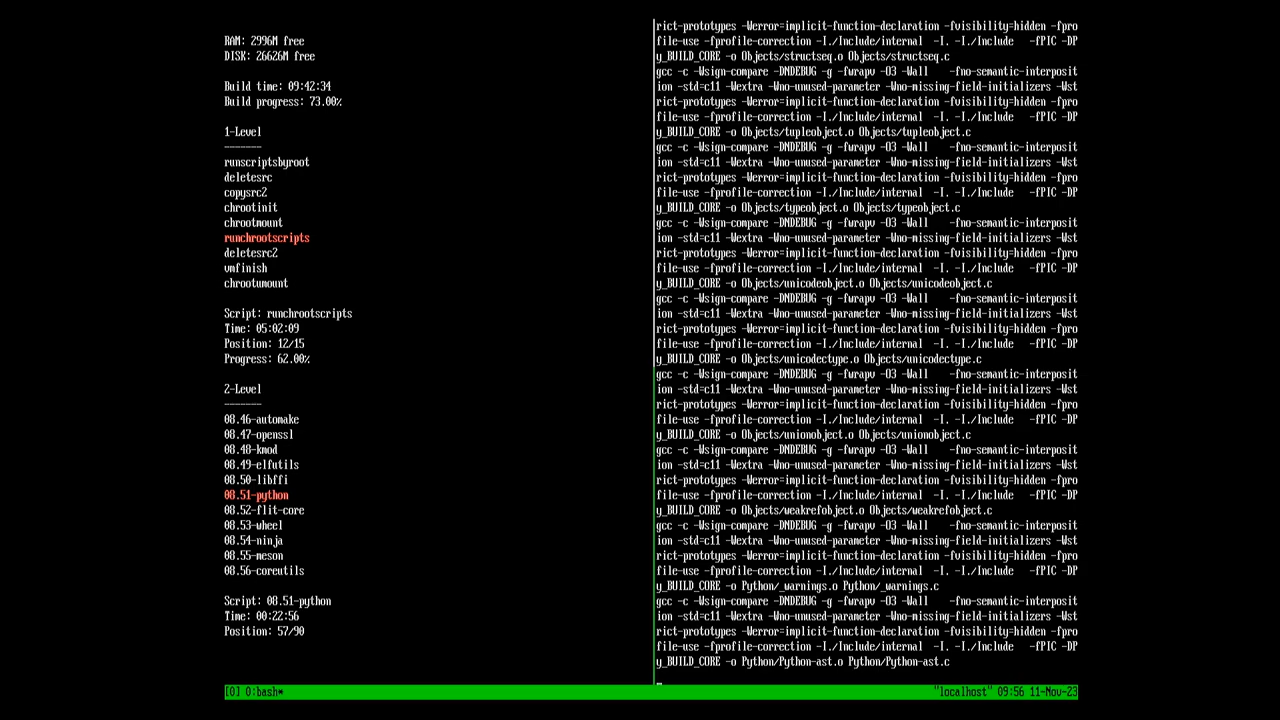 RAM: 2996M free
DISK: 26626M free
Build time: 09:42:34
Build progress: 73.00%
1-Level
-------
runscriptsbyroot
deletesrc
copysrc2
chrootinit
chrootmount
runchrootscripts
deletesrc2
vmfinish
chrootumount
Script: runchrootscripts
Time: 05:02:09
Position: 12/15
Progress: 62.00%
2-Level
-------
08.46-automake
08.47-openssl
08.48-kmod
08.49-elfutils
08.50-libffi
08.51-python
08.52-flit-core
08.53-wheel
08.54-ninja
08.55-meson
08.56-coreutils
Script: 08.51-python
Time: 00:22:56
Position: 57/90
rict-prototypes -Werror=implicit-function-declaration -fvisibility=hidden -fpro
file-use -fprofile-correction -I./Include/internal  -I. -I./Include   -fPIC -DP
y_BUILD_CORE -o Objects/structseq.o Objects/structseq.c
gcc -c -Wsign-compare -DNDEBUG -g -fwrapv -O3 -Wall    -fno-semantic-interposit
ion -std=c11 -Wextra -Wno-unused-parameter -Wno-missing-field-initializers -Wst
rict-prototypes -Werror=implicit-function-declaration -fvisibility=hidden -fpro
file-use -fprofile-correction -I./Include/internal  -I. -I./Include   -fPIC -DP
y_BUILD_CORE -o Objects/tupleobject.o Objects/tupleobject.c
gcc -c -Wsign-compare -DNDEBUG -g -fwrapv -O3 -Wall    -fno-semantic-interposit
ion -std=c11 -Wextra -Wno-unused-parameter -Wno-missing-field-initializers -Wst
rict-prototypes -Werror=implicit-function-declaration -fvisibility=hidden -fpro
file-use -fprofile-correction -I./Include/internal  -I. -I./Include   -fPIC -DP
y_BUILD_CORE -o Objects/typeobject.o Objects/typeobject.c
gcc -c -Wsign-compare -DNDEBUG -g -fwrapv -O3 -Wall    -fno-semantic-interposit
ion -std=c11 -Wextra -Wno-unused-parameter -Wno-missing-field-initializers -Wst
rict-prototypes -Werror=implicit-function-declaration -fvisibility=hidden -fpro
file-use -fprofile-correction -I./Include/internal  -I. -I./Include   -fPIC -DP
y_BUILD_CORE -o Objects/unicodeobject.o Objects/unicodeobject.c
gcc -c -Wsign-compare -DNDEBUG -g -fwrapv -O3 -Wall    -fno-semantic-interposit
ion -std=c11 -Wextra -Wno-unused-parameter -Wno-missing-field-initializers -Wst
rict-prototypes -Werror=implicit-function-declaration -fvisibility=hidden -fpro
file-use -fprofile-correction -I./Include/internal  -I. -I./Include   -fPIC -DP
y_BUILD_CORE -o Objects/unicodectype.o Objects/unicodectype.c
gcc -c -Wsign-compare -DNDEBUG -g -fwrapv -O3 -Wall    -fno-semantic-interposit
ion -std=c11 -Wextra -Wno-unused-parameter -Wno-missing-field-initializers -Wst
rict-prototypes -Werror=implicit-function-declaration -fvisibility=hidden -fpro
file-use -fprofile-correction -I./Include/internal  -I. -I./Include   -fPIC -DP
y_BUILD_CORE -o Objects/unionobject.o Objects/unionobject.c
gcc -c -Wsign-compare -DNDEBUG -g -fwrapv -O3 -Wall    -fno-semantic-interposit
ion -std=c11 -Wextra -Wno-unused-parameter -Wno-missing-field-initializers -Wst
rict-prototypes -Werror=implicit-function-declaration -fvisibility=hidden -fpro
file-use -fprofile-correction -I./Include/internal  -I. -I./Include   -fPIC -DP
y_BUILD_CORE -o Objects/weakrefobject.o Objects/weakrefobject.c
gcc -c -Wsign-compare -DNDEBUG -g -fwrapv -O3 -Wall    -fno-semantic-interposit
ion -std=c11 -Wextra -Wno-unused-parameter -Wno-missing-field-initializers -Wst
rict-prototypes -Werror=implicit-function-declaration -fvisibility=hidden -fpro
file-use -fprofile-correction -I./Include/internal  -I. -I./Include   -fPIC -DP
y_BUILD_CORE -o Python/_warnings.o Python/_warnings.c
gcc -c -Wsign-compare -DNDEBUG -g -fwrapv -O3 -Wall    -fno-semantic-interposit
ion -std=c11 -Wextra -Wno-unused-parameter -Wno-missing-field-initializers -Wst
rict-prototypes -Werror=implicit-function-declaration -fvisibility=hidden -fpro
file-use -fprofile-correction -I./Include/internal  -I. -I./Include   -fPIC -DP
y_BUILD_CORE -o Python/Python-ast.o Python/Python-ast.c
[0] 0:bash*
"localhost" 09:56 11-Nov-23